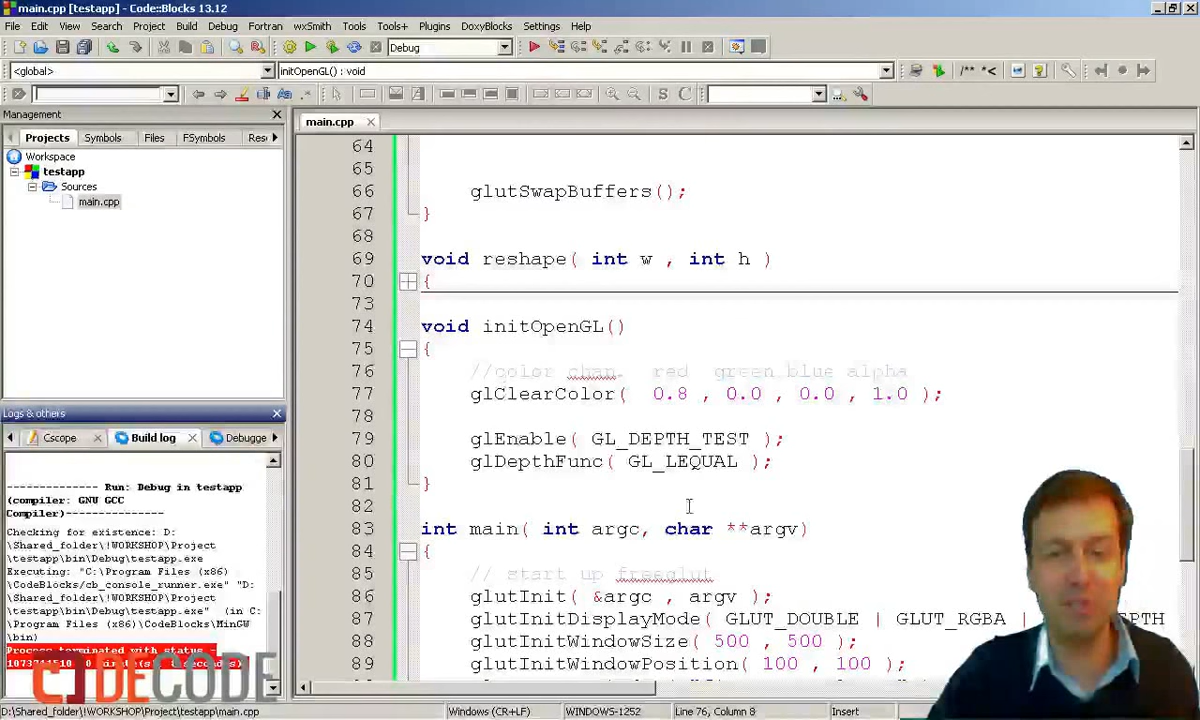 main.cpp [testapp] - Code::Blocks 13.12
File Edit View Search Project Build Debug Fortran wxSmith Tools Tools+ Plugins DoxyBlocks Settings Help
Debug
<global>
initOpenGL() : void
/** *<
S C
Management
Projects Symbols Files FSymbols
Workspace
testapp
Sources
main.cpp
Logs & others
Cscope Build log Debugge
-------------- Run: Debug in testapp
(compiler: GNU GCC
Compiler)---------------
Checking for existence: D:
\Shared_folder\!WORKSHOP\Project
\testapp\bin\Debug\testapp.exe
Executing: "C:\Program Files (x86)
\CodeBlocks/cb_console_runner.exe" "D:
\Shared_folder\!WORKSHOP\Project
\testapp\bin\Debug\testapp.exe" (in C:
\Program Files (x86)\CodeBlocks\MinGW
\bin)
Process terminated with status -
DECODE
main.cpp
64
65
66 glutSwapBuffers();
67 }
68
69 void reshape( int w , int h )
70 {
73
74 void initOpenGL()
75 {
76 //color chan. red green blue alpha
77 glClearColor( 0.8 , 0.0 , 0.0 , 1.0 );
78
79 glEnable( GL_DEPTH_TEST );
80 glDepthFunc( GL_LEQUAL );
81 }
82
83 int main( int argc, char **argv)
84 {
85 // start up freeglut
86 glutInit( &argc , argv );
87 glutInitDisplayMode( GLUT_DOUBLE | GLUT_RGBA |
88 glutInitWindowSize( 500 , 500 );
89 glutInitWindowPosition( 100 , 100 );
D:\Shared_folder\!WORKSHOP\Project\testapp\main.cpp
Windows (CR+LF) WINDOWS-1252 Line 76, Column 8 Insert